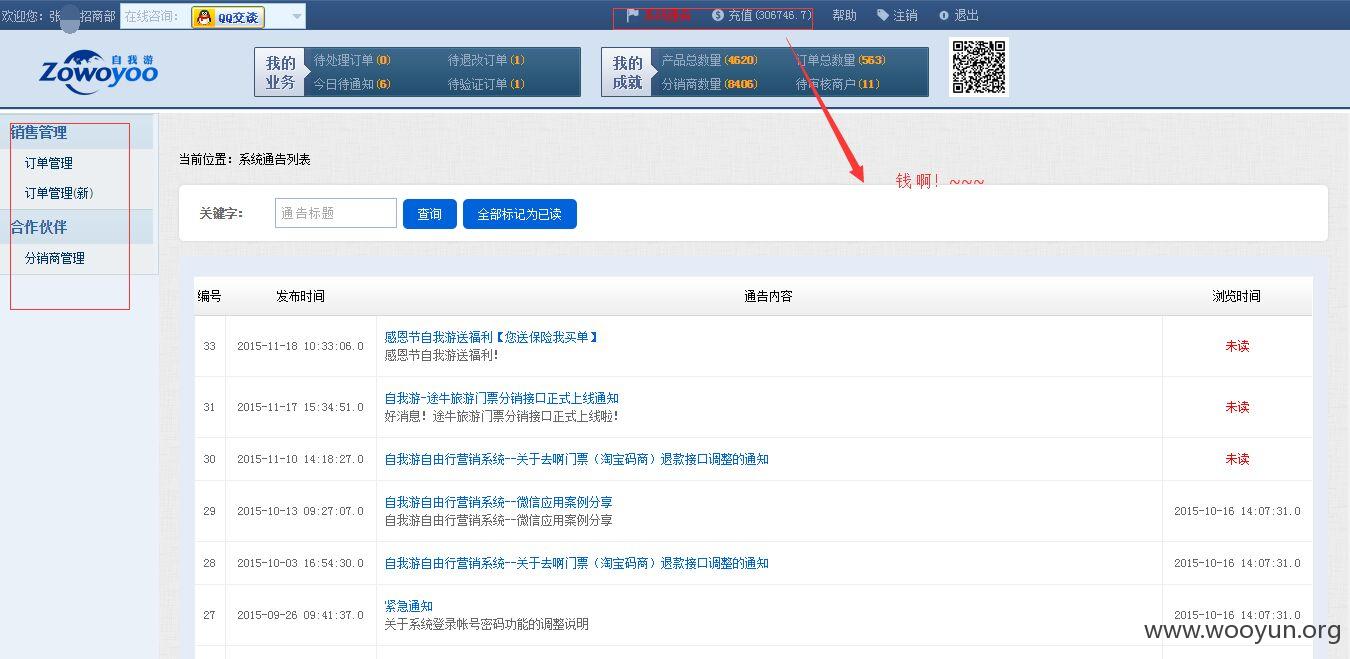 欢迎您: 张 招商部 在线咨询: QQ交谈 系统通告 充值(306746.7) 帮助 注销 退出
自我游
ZOWOYOO
我的业务 待处理订单(0) 待退改订单(1)
今日待通知(6) 待验证订单(1)
我的成就 产品总数量(4620) 订单总数量(563)
分销商数量(8406) 待审核商户(11)
销售管理
订单管理
订单管理(新)
合作伙伴
分销商管理
当前位置：系统通告列表
钱啊！~~~
关键字： 通告标题 查询 全部标记为已读
编号 发布时间 通告内容 浏览时间
33 2015-11-18 10:33:06.0 感恩节自我游送福利【您送保险我买单】 未读
感恩节自我游送福利！
31 2015-11-17 15:34:51.0 自我游-途牛旅游门票分销接口正式上线通知 未读
好消息！途牛旅游门票分销接口正式上线啦！
30 2015-11-10 14:18:27.0 自我游自由行营销系统--关于去啊门票（淘宝码商）退款接口调整的通知 未读
29 2015-10-13 09:27:07.0 自我游自由行营销系统--微信应用案例分享 2015-10-16 14:07:31.0
自我游自由行营销系统--微信应用案例分享
28 2015-10-03 16:54:30.0 自我游自由行营销系统--关于去啊门票（淘宝码商）退款接口调整的通知 2015-10-16 14:07:31.0
27 2015-09-26 09:41:37.0 紧急通知 2015-10-16 14:07:31.0
关于系统登录帐号密码功能的调整说明
www.wooyun.org